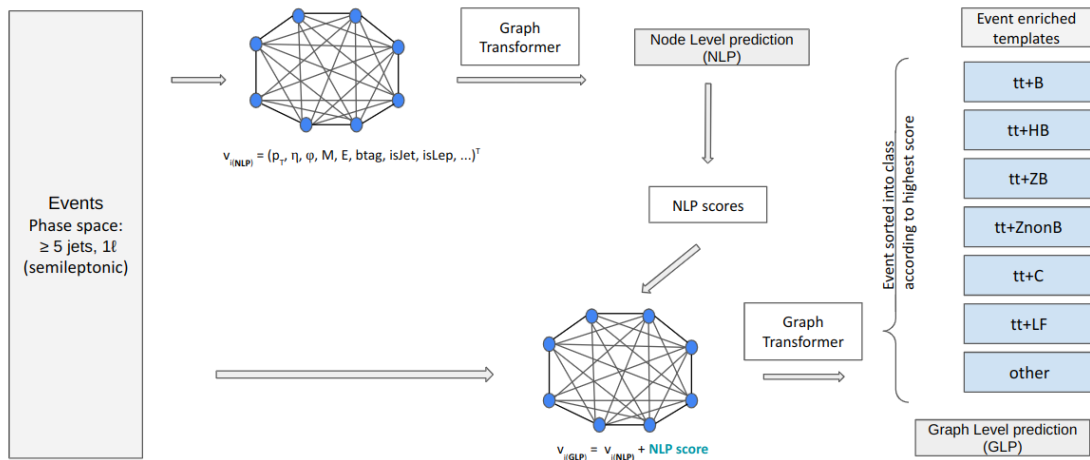 Events
Phase space:
≥ 5 jets, 1ℓ
(semileptonic)
v_i(NLP) = (p_T, η, φ, M, E, btag, isJet, isLep, ...)^T
Graph
Transformer
Node Level prediction
(NLP)
NLP scores
v_i(GLP) = v_i(NLP) + NLP score
Graph
Transformer
Event sorted into class
according to highest score
Event enriched
templates
tt+B
tt+HB
tt+ZB
tt+ZnonB
tt+C
tt+LF
other
Graph Level prediction
(GLP)